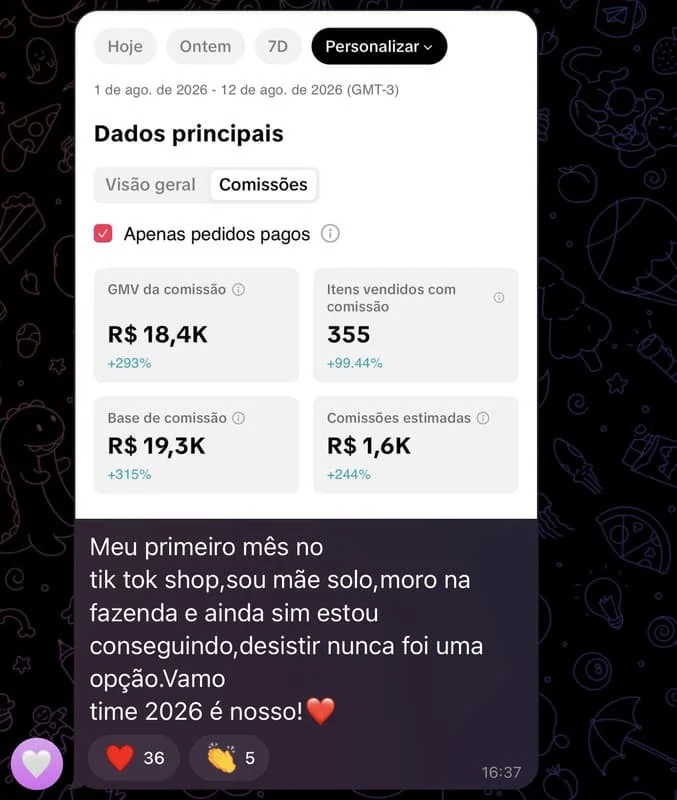 Hoje Ontem 7D Personalizar
1 de ago. de 2026 - 12 de ago. de 2026 (GMT-3)
Dados principais
Visão geral Comissões
Apenas pedidos pagos
GMV da comissão
R$ 18,4K
+293%
Itens vendidos com
comissão
355
+99.44%
Base de comissão
R$ 19,3K
+315%
Comissões estimadas
R$ 1,6K
+244%
Meu primeiro mês no
tik tok shop,sou mãe solo,moro na
fazenda e ainda sim estou
conseguindo,desistir nunca foi uma
opção.Vamo
time 2026 é nosso!❤️
❤️ 36 👏 5
16:37